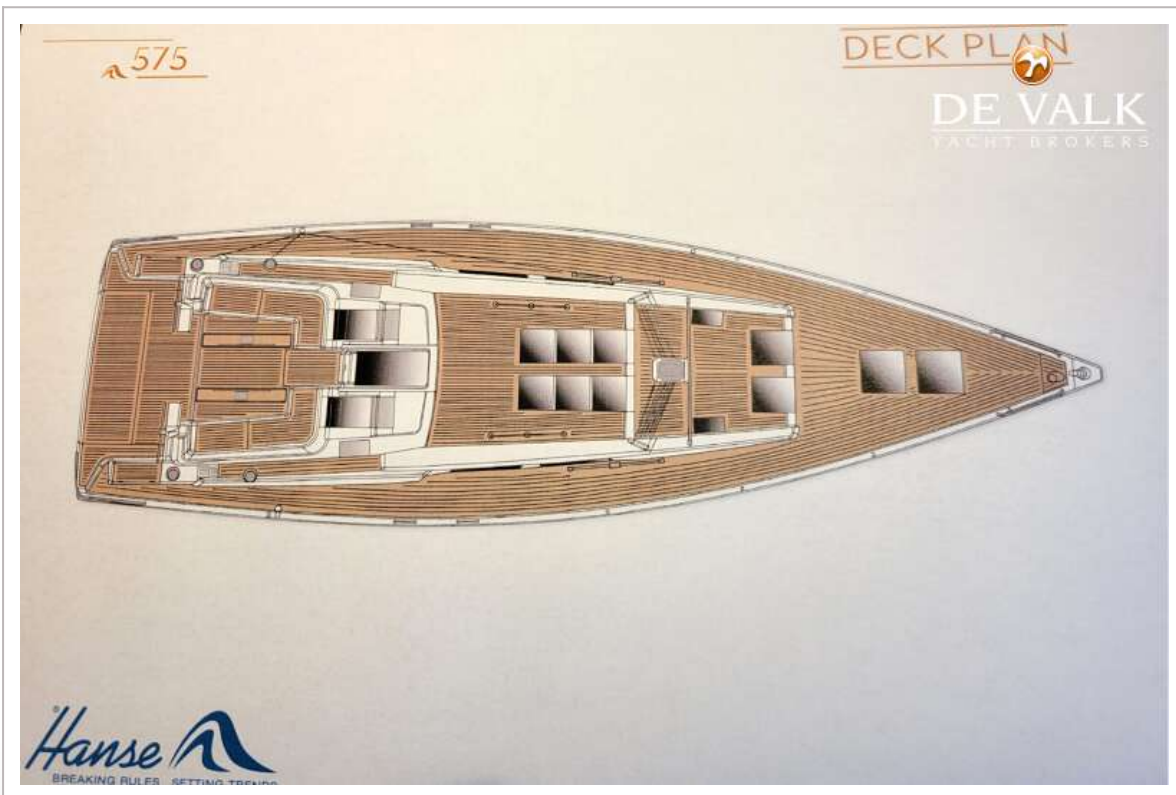 575
DECK PLAN
DE VALK
YACHT BROKERS
Hanse
BREAKING RULES SETTING TRENDS